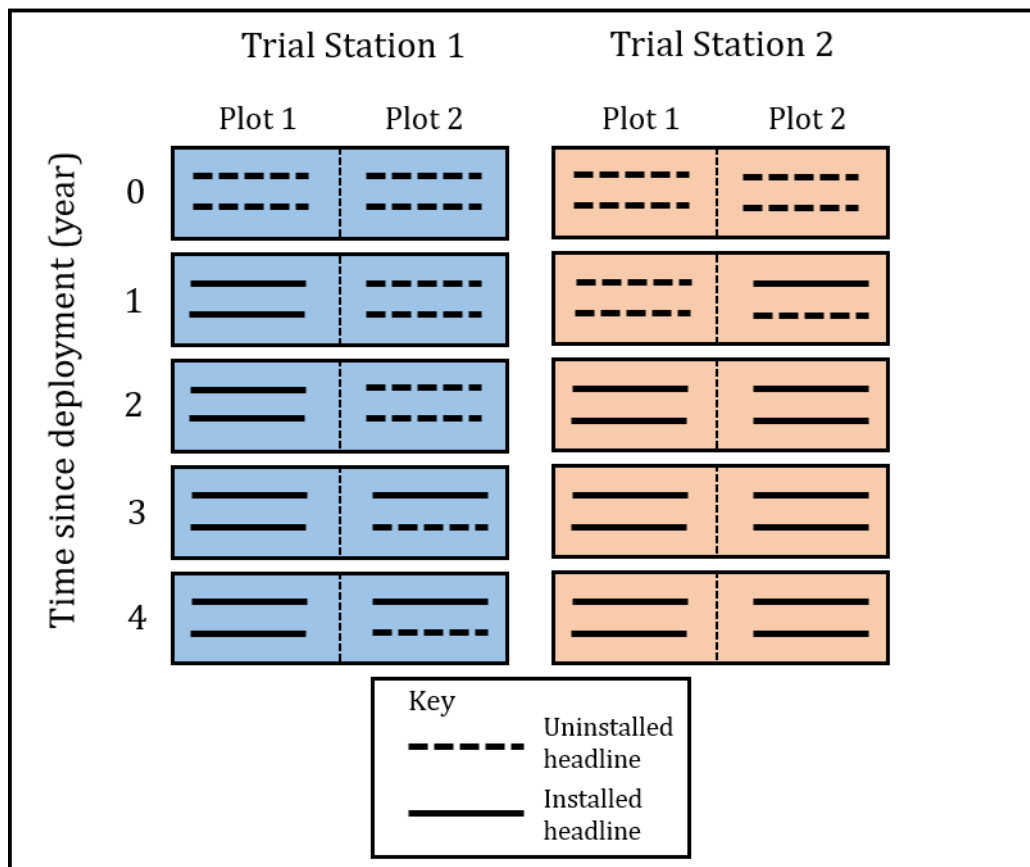 Trial Station 1
Trial Station 2
Plot 1
Plot 2
Plot 1
Plot 2
Time since deployment (year)
0
1
2
3
4
Key
Uninstalled
headline
Installed
headline